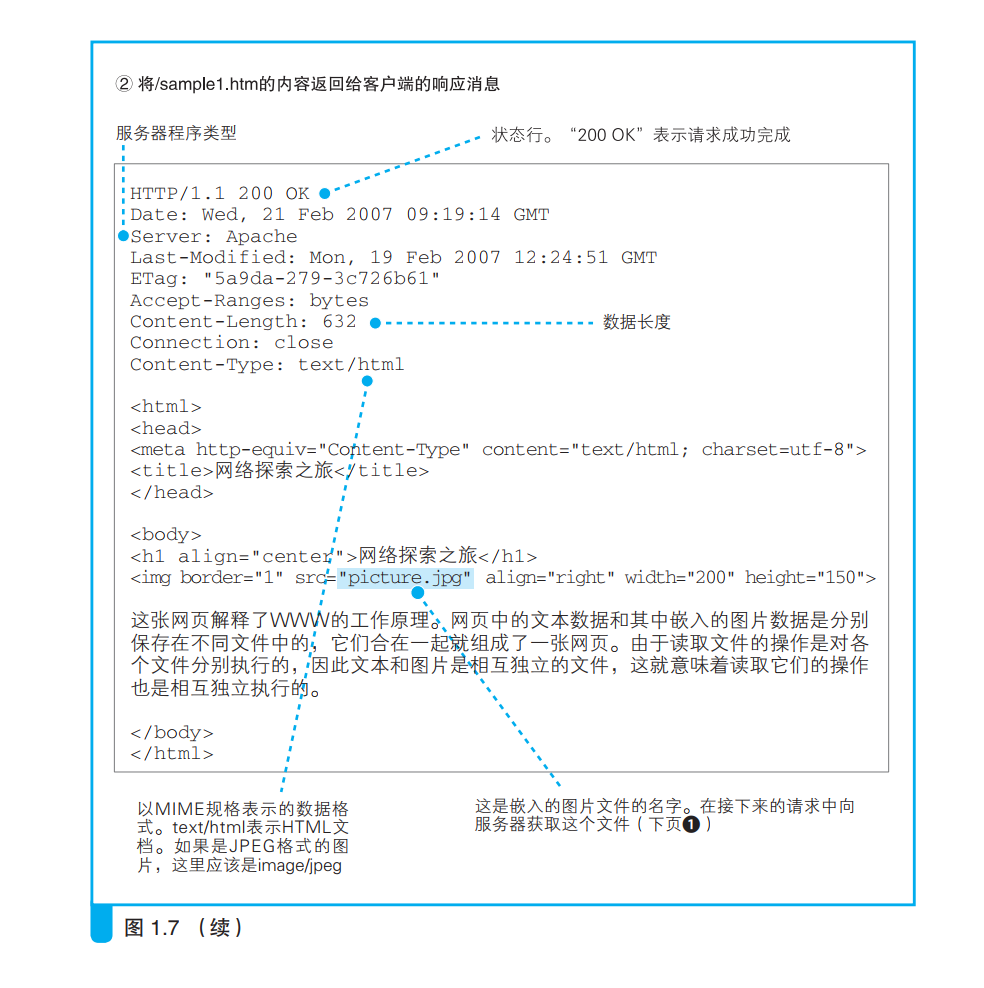 ② 将/sample1.htm的内容返回给客户端的响应消息
服务器程序类型
状态行。“200 OK”表示请求成功完成
HTTP/1.1 200 OK
Date: Wed, 21 Feb 2007 09:19:14 GMT
Server: Apache
Last-Modified: Mon, 19 Feb 2007 12:24:51 GMT
ETag: "5a9da-279-3c726b61"
Accept-Ranges: bytes
Content-Length: 632
数据长度
Connection: close
Content-Type: text/html
<html>
<head>
<meta http-equiv="Content-Type" content="text/html; charset=utf-8">
<title>网络探索之旅</title>
</head>
<body>
<h1 align="center">网络探索之旅</h1>
<img border="1" src="picture.jpg" align="right" width="200" height="150">
这张网页解释了WWW的工作原理。网页中的文本数据和其中嵌入的图片数据是分别
保存在不同文件中的，它们合在一起就组成了一张网页。由于读取文件的操作是对各
个文件分别执行的，因此文本和图片是相互独立的文件，这就意味着读取它们的操作
也是相互独立执行的。
</body>
</html>
以MIME规格表示的数据格
式。text/html表示HTML文
档。如果是JPEG格式的图
片，这里应该是image/jpeg
这是嵌入的图片文件的名字。在接下来的请求中向
服务器获取这个文件（下页❶）
图 1.7 （续）